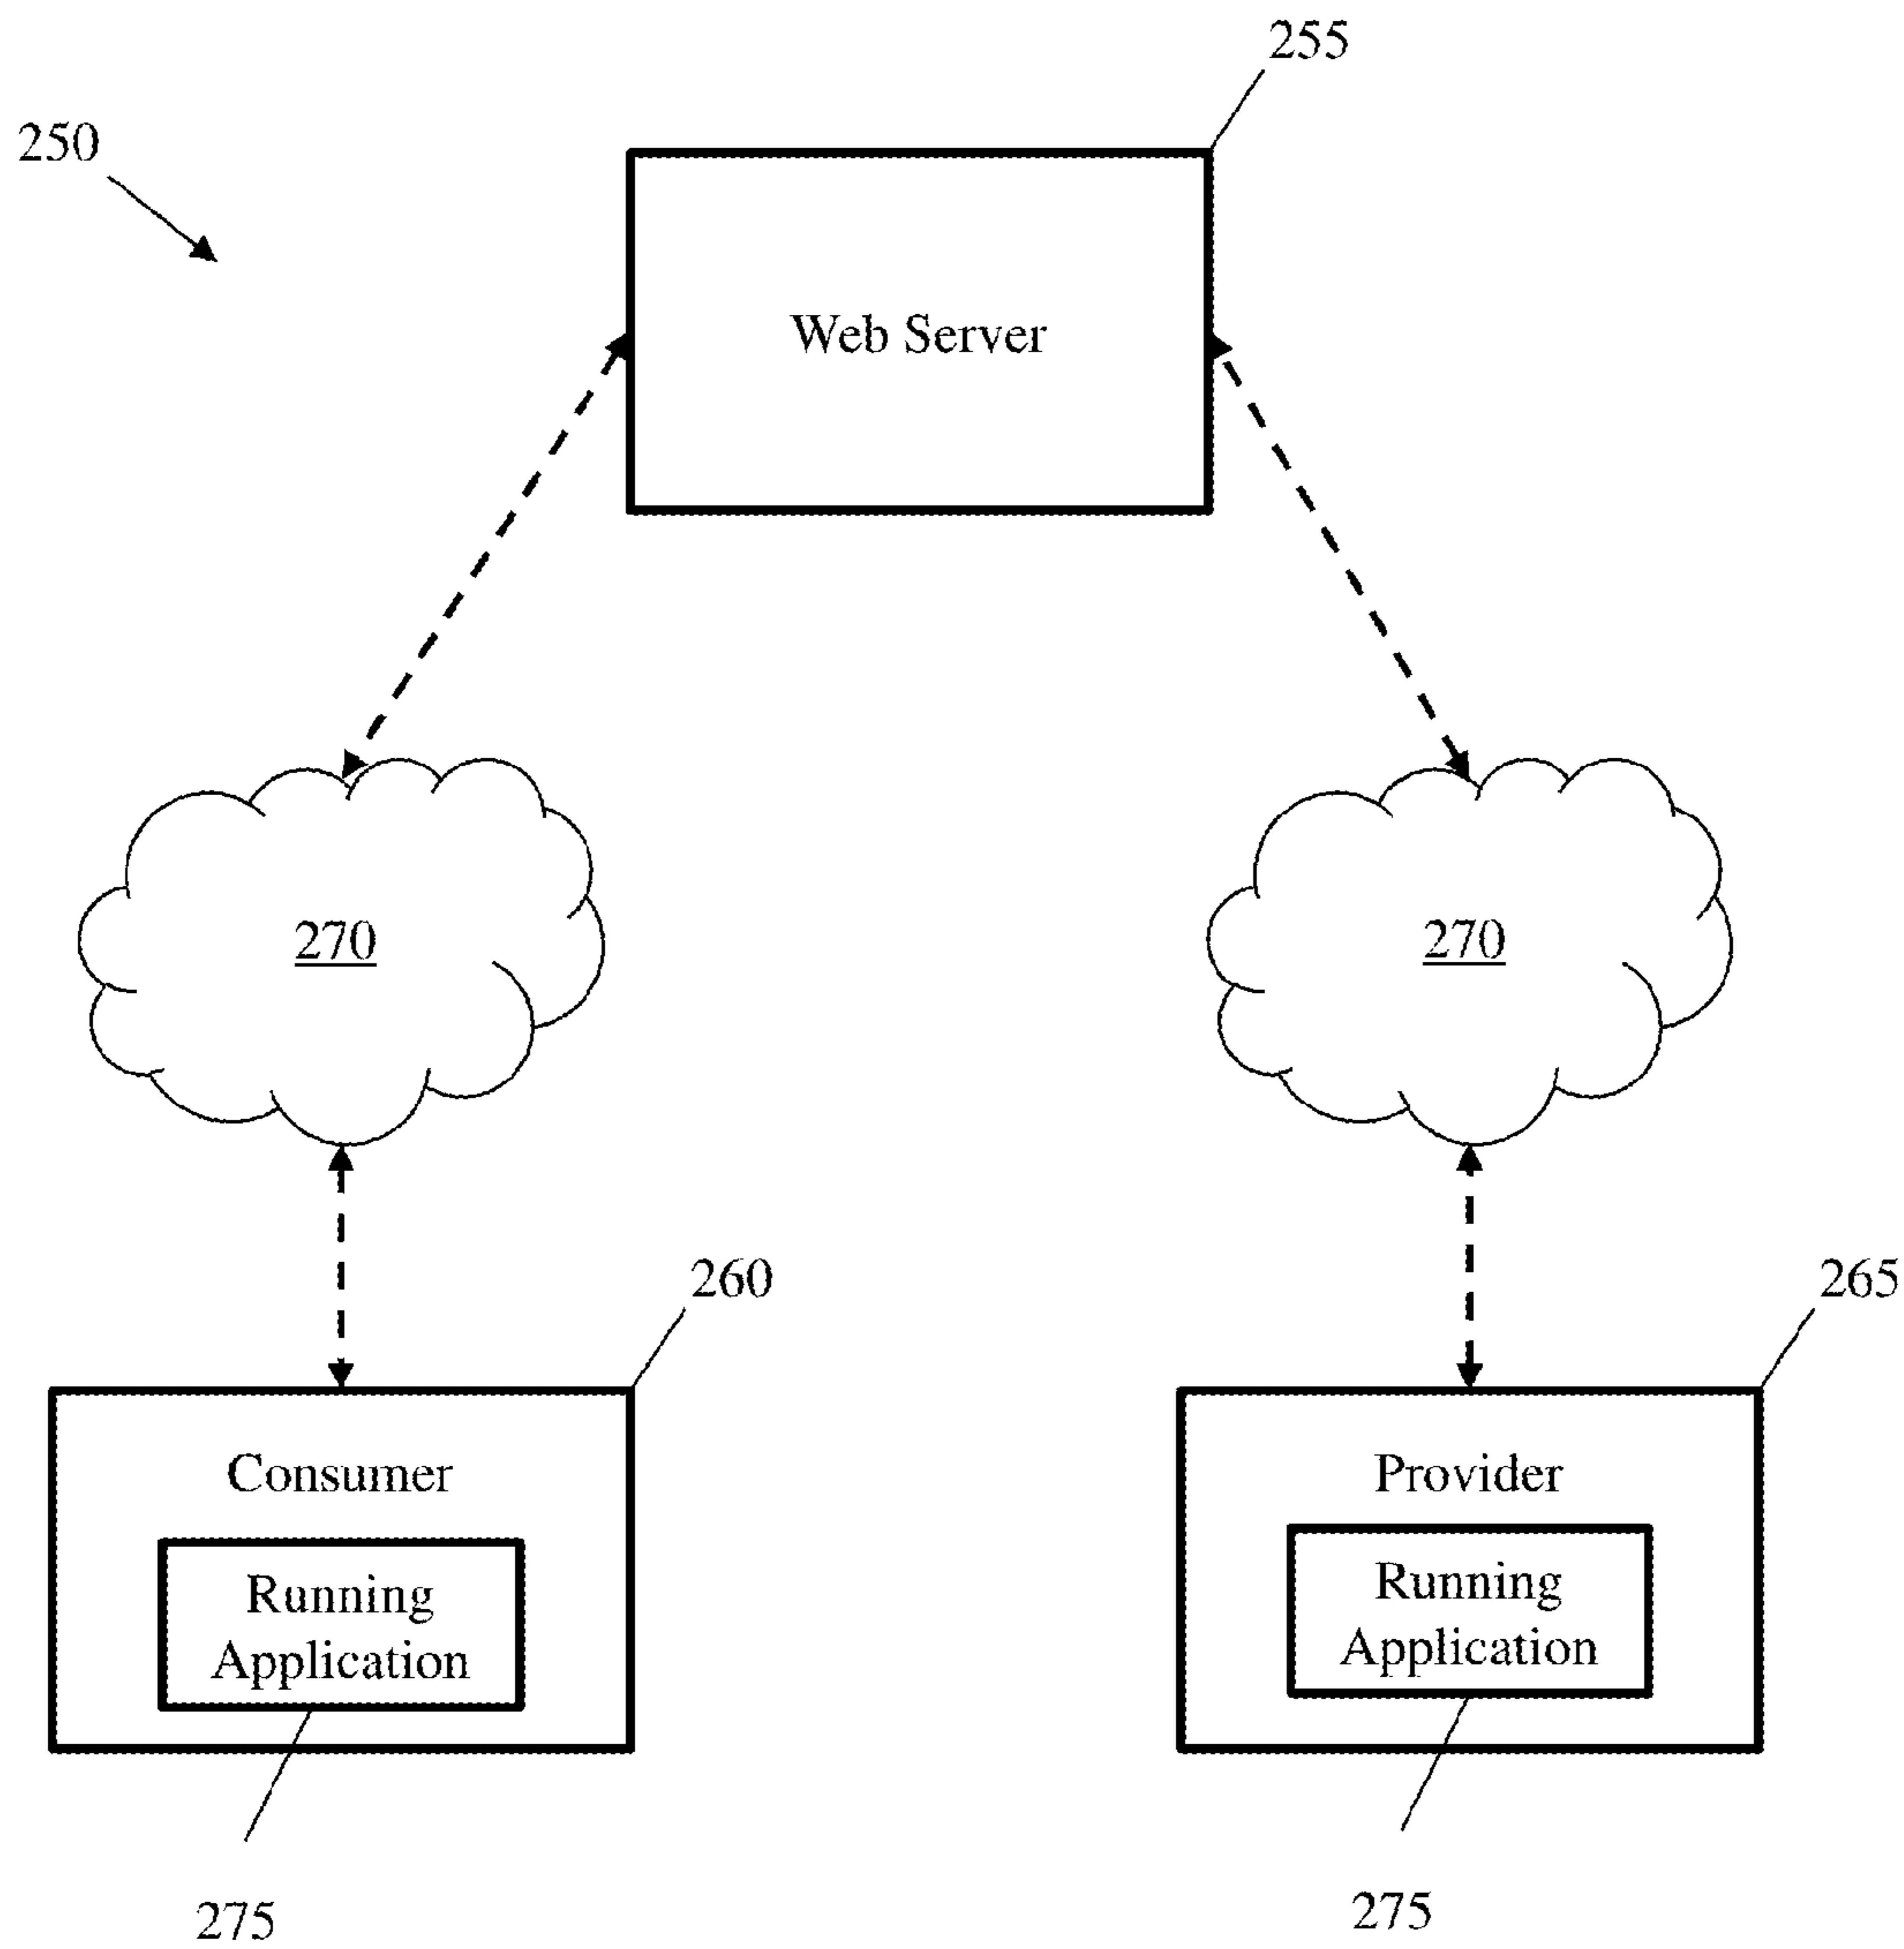 255
250
Web Server
270
270
260
265
Consumer
Provider
Running
Application
Running
Application
275
275